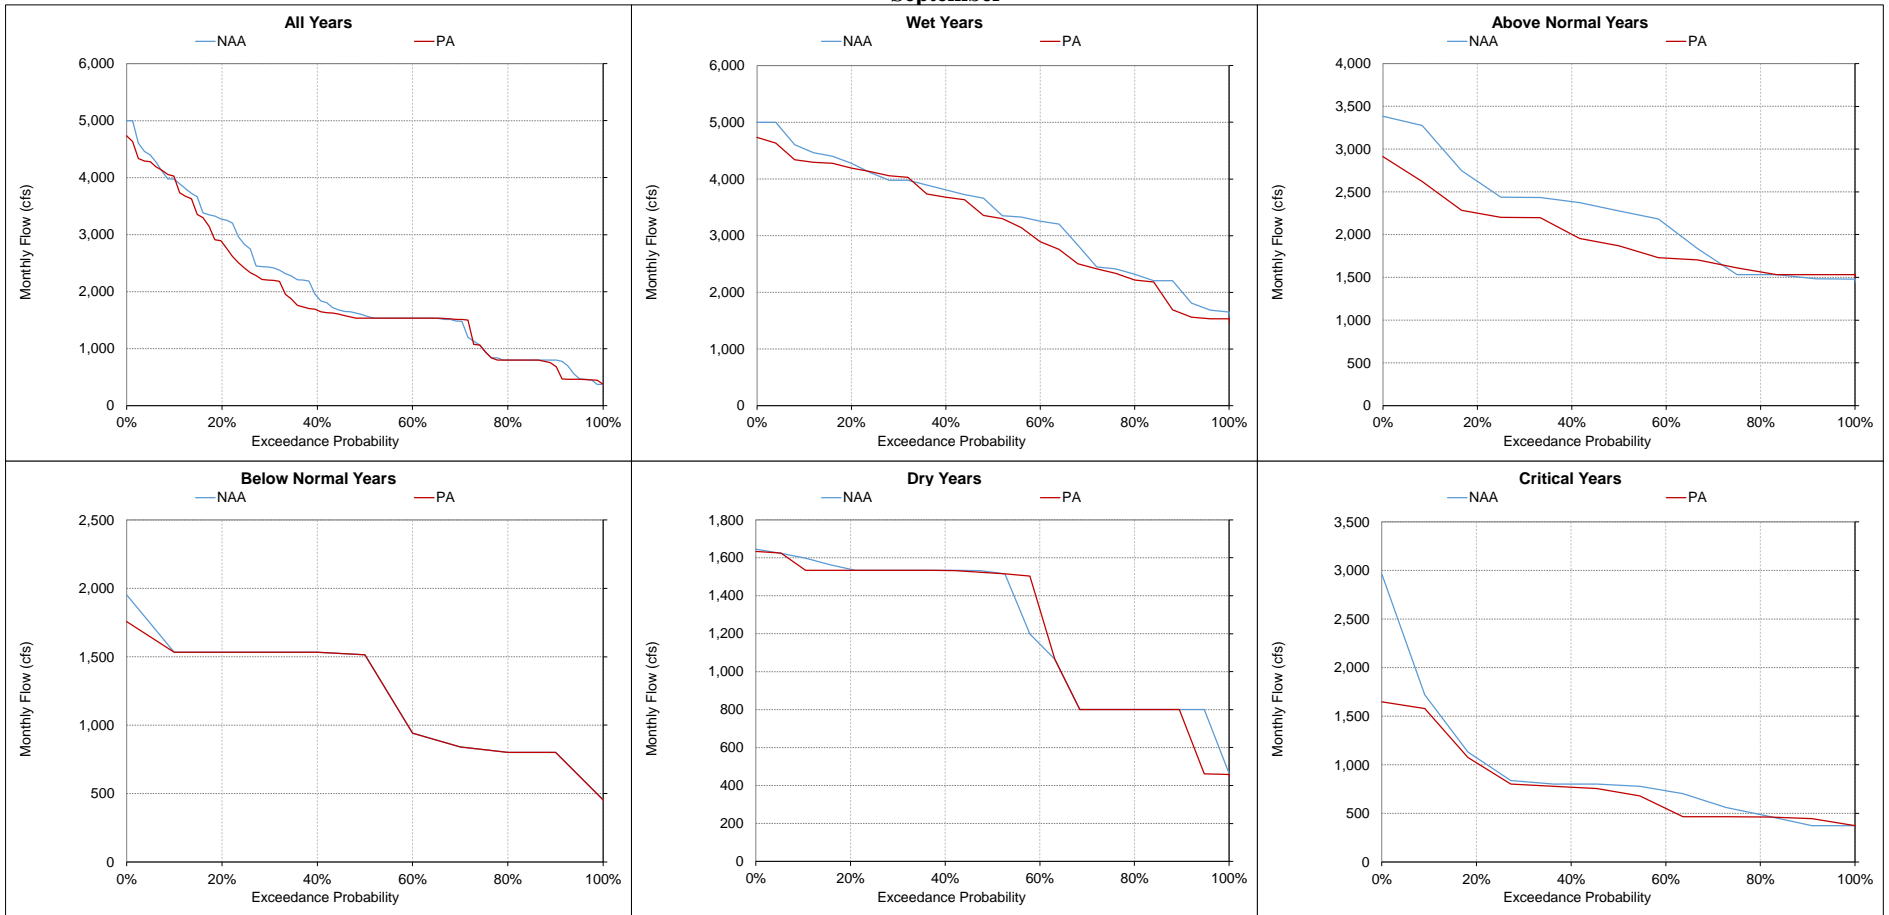 September
All Years
NAA PA
6,000
5,000
4,000
3,000
2,000
1,000
0
Monthly Flow (cfs)
0% 20% 40% 60% 80% 100%
Exceedance Probability
Wet Years
NAA PA
6,000
5,000
4,000
3,000
2,000
1,000
0
Monthly Flow (cfs)
0% 20% 40% 60% 80% 100%
Exceedance Probability
Above Normal Years
NAA PA
4,000
3,500
3,000
2,500
2,000
1,500
1,000
500
0
Monthly Flow (cfs)
0% 20% 40% 60% 80% 100%
Exceedance Probability
Below Normal Years
NAA PA
2,500
2,000
1,500
1,000
500
0
Monthly Flow (cfs)
0% 20% 40% 60% 80% 100%
Exceedance Probability
Dry Years
NAA PA
1,800
1,600
1,400
1,200
1,000
800
600
400
200
0
Monthly Flow (cfs)
0% 20% 40% 60% 80% 100%
Exceedance Probability
Critical Years
NAA PA
3,500
3,000
2,500
2,000
1,500
1,000
500
0
Monthly Flow (cfs)
0% 20% 40% 60% 80% 100%
Exceedance Probability